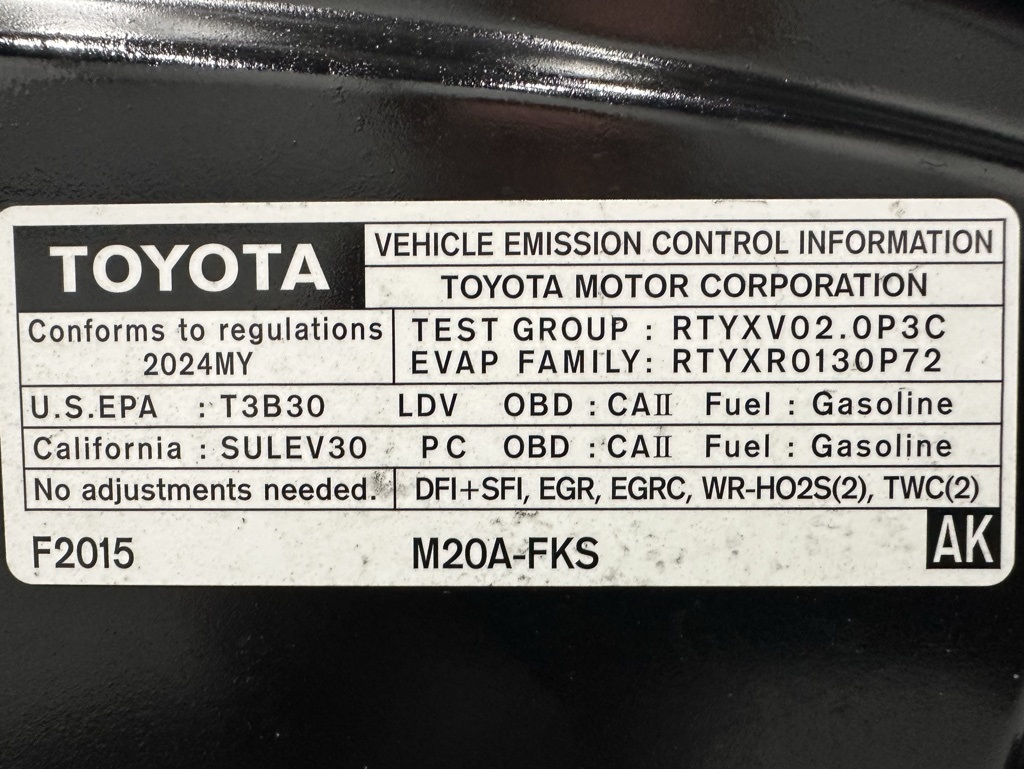 TOYOTA
VEHICLE EMISSION CONTROL INFORMATION
TOYOTA MOTOR CORPORATION
Conforms to regulations
2024MY
TEST GROUP : RTYXV02.0P3C
EVAP FAMILY: RTYXR0130P72
U.S.EPA : T3B30 LDV OBD : CAII Fuel : Gasoline
California : SULEV30 PC OBD : CAII Fuel : Gasoline
No adjustments needed. DFI+SFI, EGR, EGRC, WR-HO2S(2), TWC(2)
F2015 M20A-FKS AK